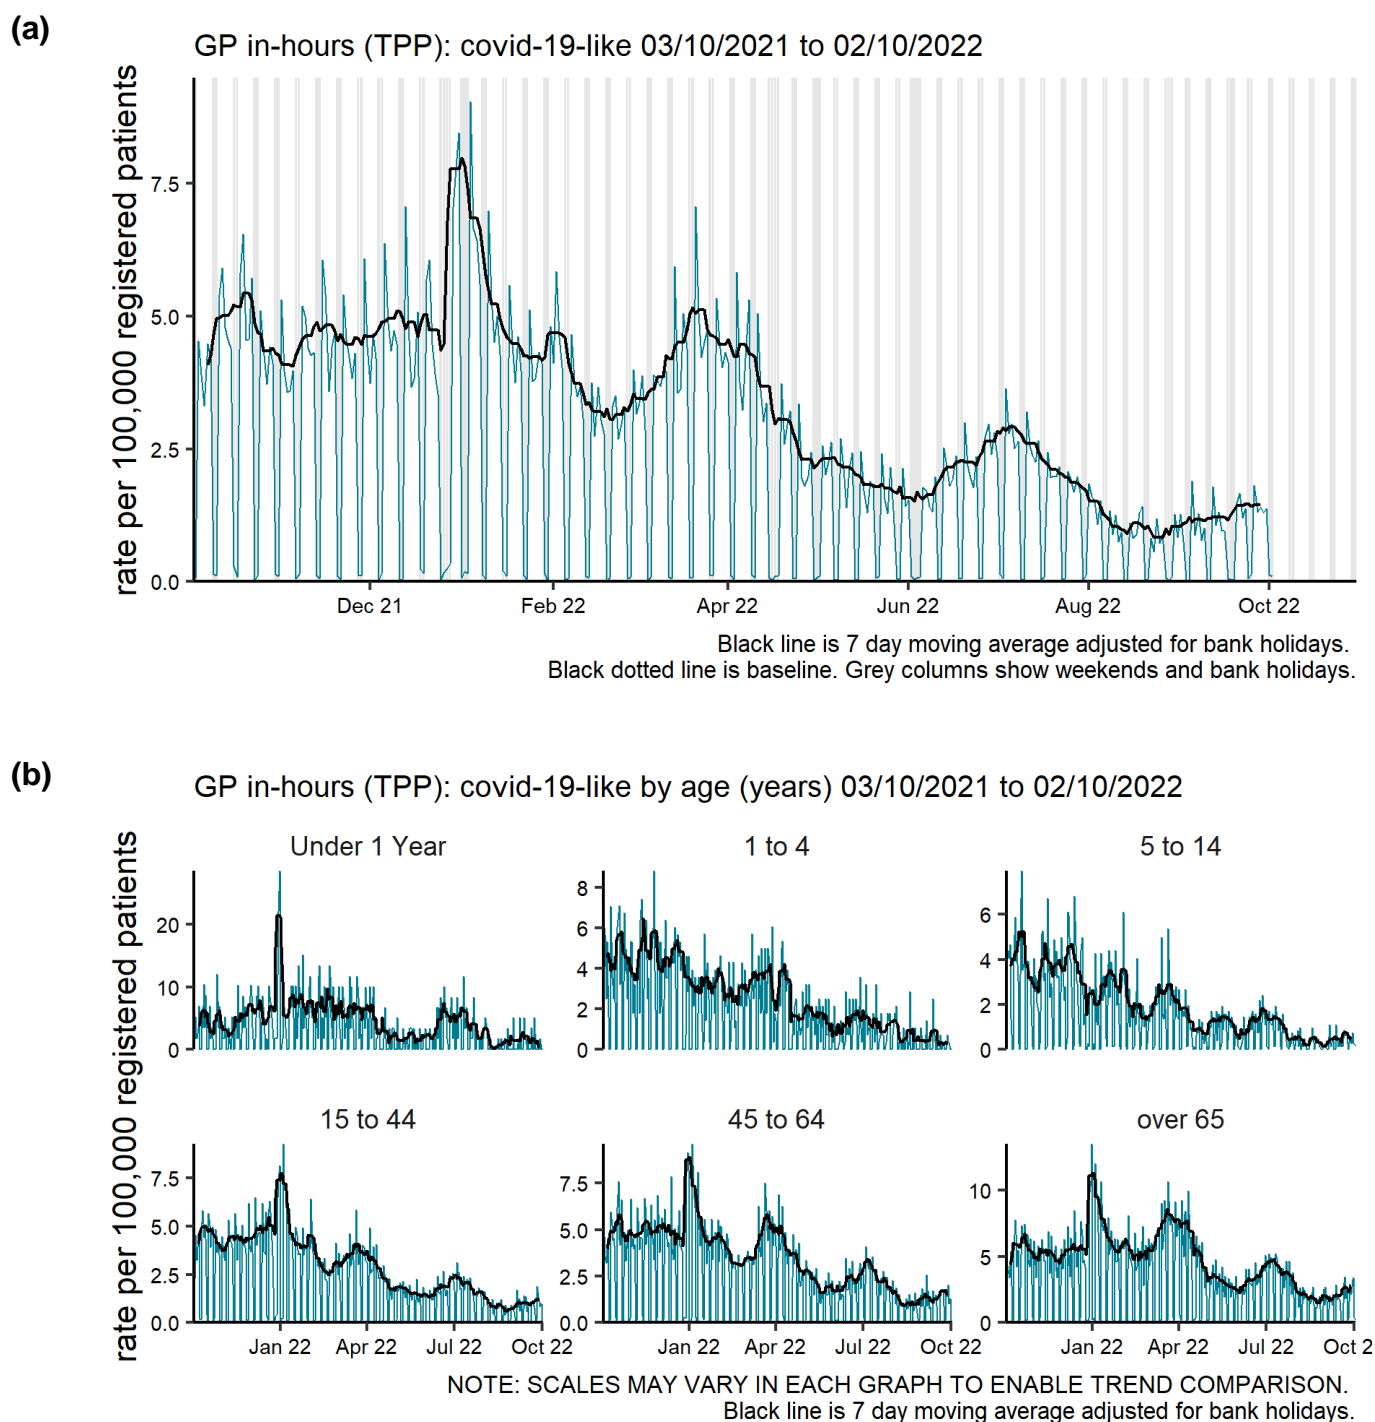 (a)
GP in-hours (TPP): covid-19-like 03/10/2021 to 02/10/2022
rate per 100,000 registered patients
7.5
5.0
2.5
0.0
Dec 21 Feb 22 Apr 22 Jun 22 Aug 22 Oct 22
Black line is 7 day moving average adjusted for bank holidays.
Black dotted line is baseline. Grey columns show weekends and bank holidays.
(b)
GP in-hours (TPP): covid-19-like by age (years) 03/10/2021 to 02/10/2022
rate per 100,000 registered patients
Under 1 Year
20
10
0
1 to 4
8
6
4
2
0
5 to 14
6
4
2
0
15 to 44
7.5
5.0
2.5
0.0
Jan 22 Apr 22 Jul 22 Oct 22
45 to 64
7.5
5.0
2.5
0.0
Jan 22 Apr 22 Jul 22 Oct 22
over 65
10
5
0
Jan 22 Apr 22 Jul 22 Oct 2
NOTE: SCALES MAY VARY IN EACH GRAPH TO ENABLE TREND COMPARISON.
Black line is 7 day moving average adjusted for bank holidays.